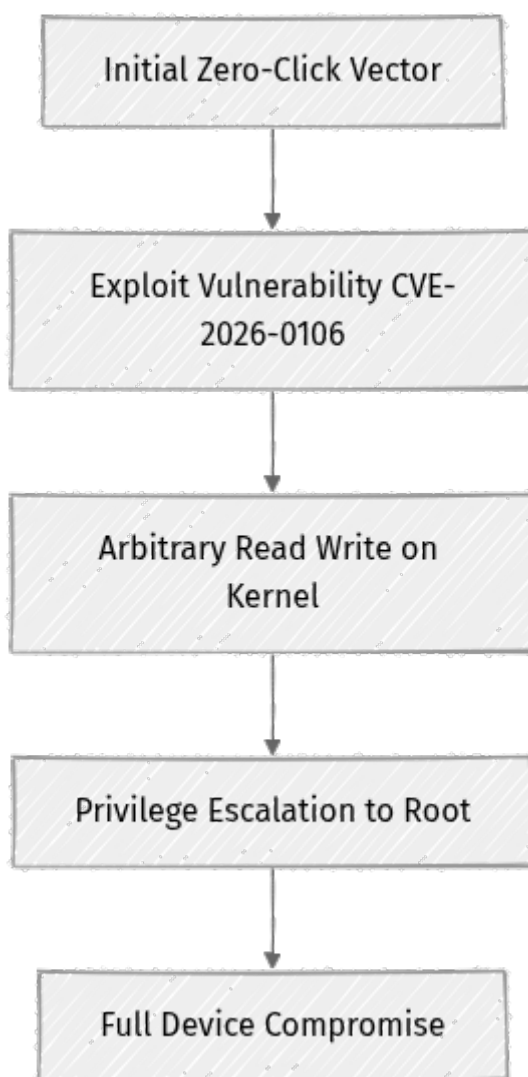 Initial Zero-Click Vector
Exploit Vulnerability CVE-
2026-0106
Arbitrary Read Write on
Kernel
Privilege Escalation to Root
Full Device Compromise